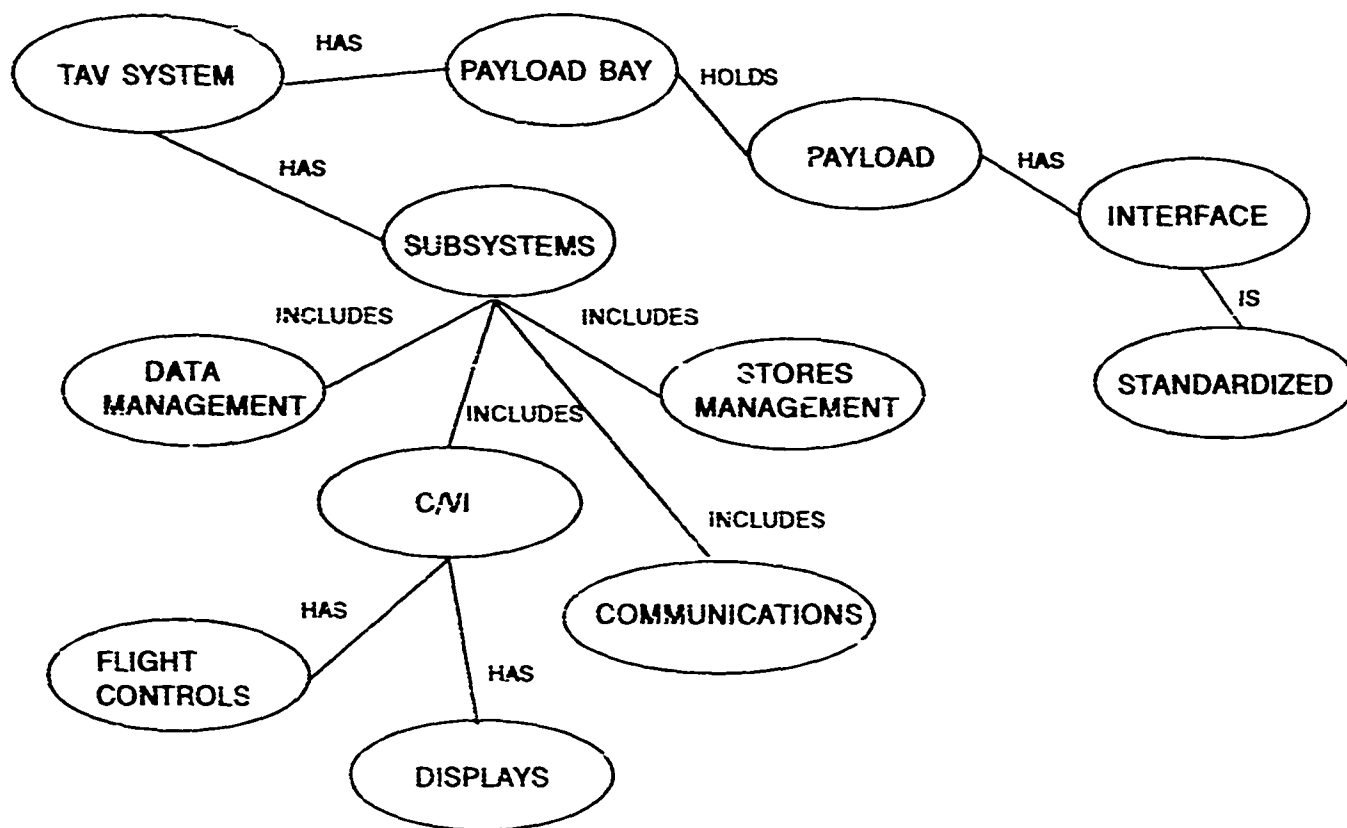 HAS
TAV SYSTEM
PAYLOAD BAY
HOLDS
PAYLOAD
HAS
HAS
INTERFACE
SUBSYSTEMS
IS
INCLUDES
INCLUDES
DATA
MANAGEMENT
STORES
MANAGEMENT
STANDARDIZED
INCLUDES
C/VI
INCLUDES
HAS
COMMUNICATIONS
FLIGHT
CONTROLS
HAS
DISPLAYS